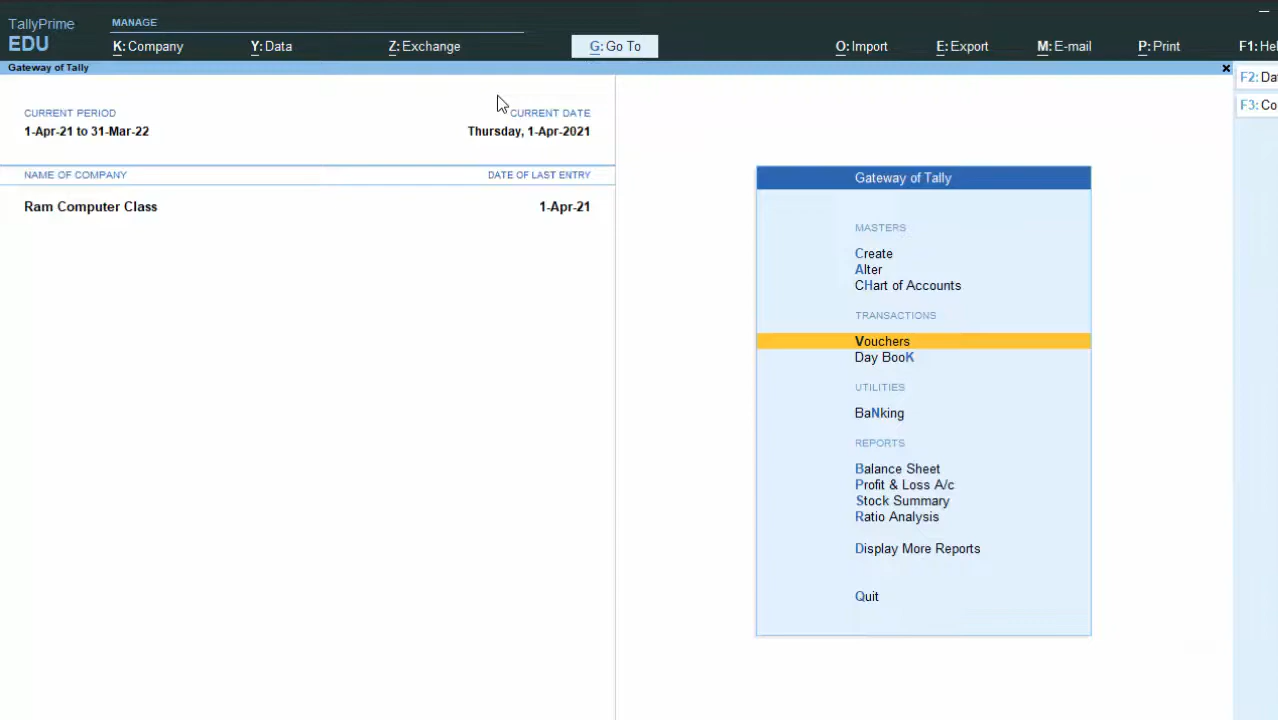 TallyPrime
EDU
MANAGE
K: Company
Y: Data
Z: Exchange
G: Go To
O: Import
E: Export
M: E-mail
P: Print
F1: Hel
Gateway of Tally
F2: Da
F3: Co
CURRENT PERIOD
1-Apr-21 to 31-Mar-22
CURRENT DATE
Thursday, 1-Apr-2021
NAME OF COMPANY
DATE OF LAST ENTRY
Ram Computer Class
1-Apr-21
Gateway of Tally
MASTERS
Create
Alter
CHart of Accounts
TRANSACTIONS
Vouchers
Day BooK
UTILITIES
BaNking
REPORTS
Balance Sheet
Profit & Loss A/c
Stock Summary
Ratio Analysis
Display More Reports
Quit